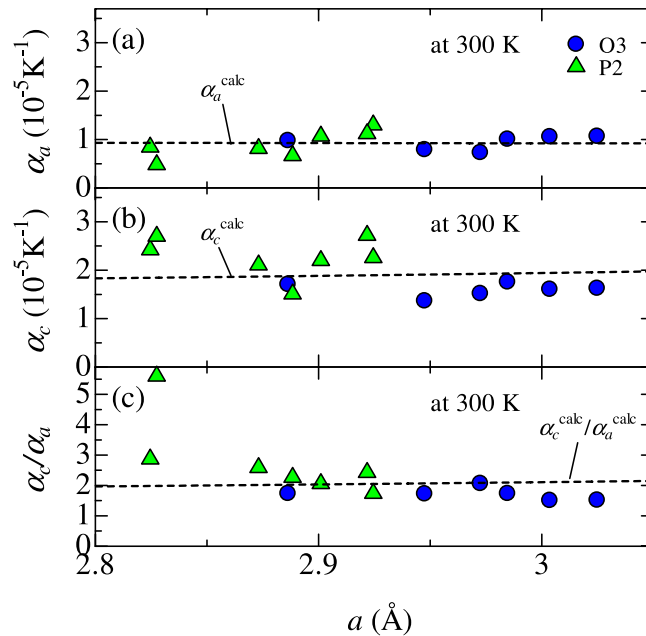 (a)
at 300 K
O3
P2
α_a^calc
α_a (10^-5K^-1)
3
2
1
0
(b)
at 300 K
α_c^calc
α_c (10^-5K^-1)
3
2
1
0
(c)
at 300 K
α_c^calc/α_a^calc
α_c/α_a
5
4
3
2
1
0
2.8
2.9
3
a (Å)